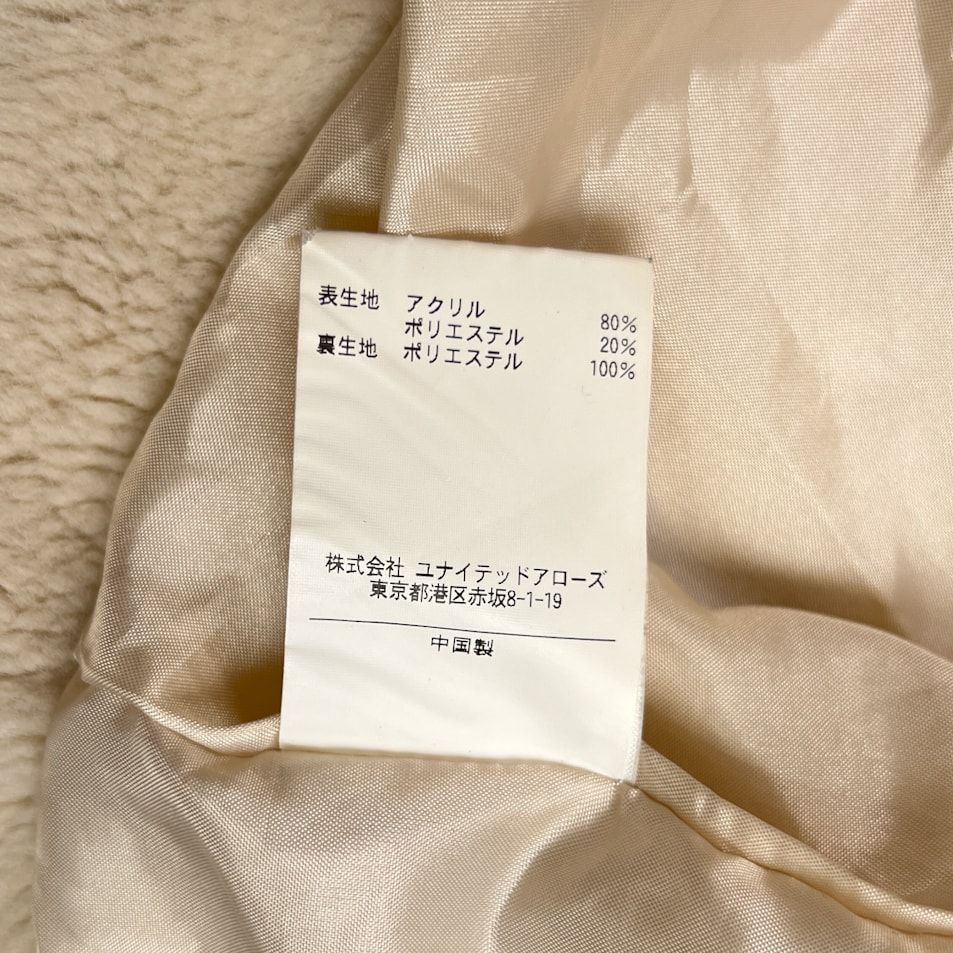 表生地 アクリル 80%
ポリエステル 20%
裏生地 ポリエステル 100%
株式会社 ユナイテッドアローズ
東京都港区赤坂8-1-19
中国製